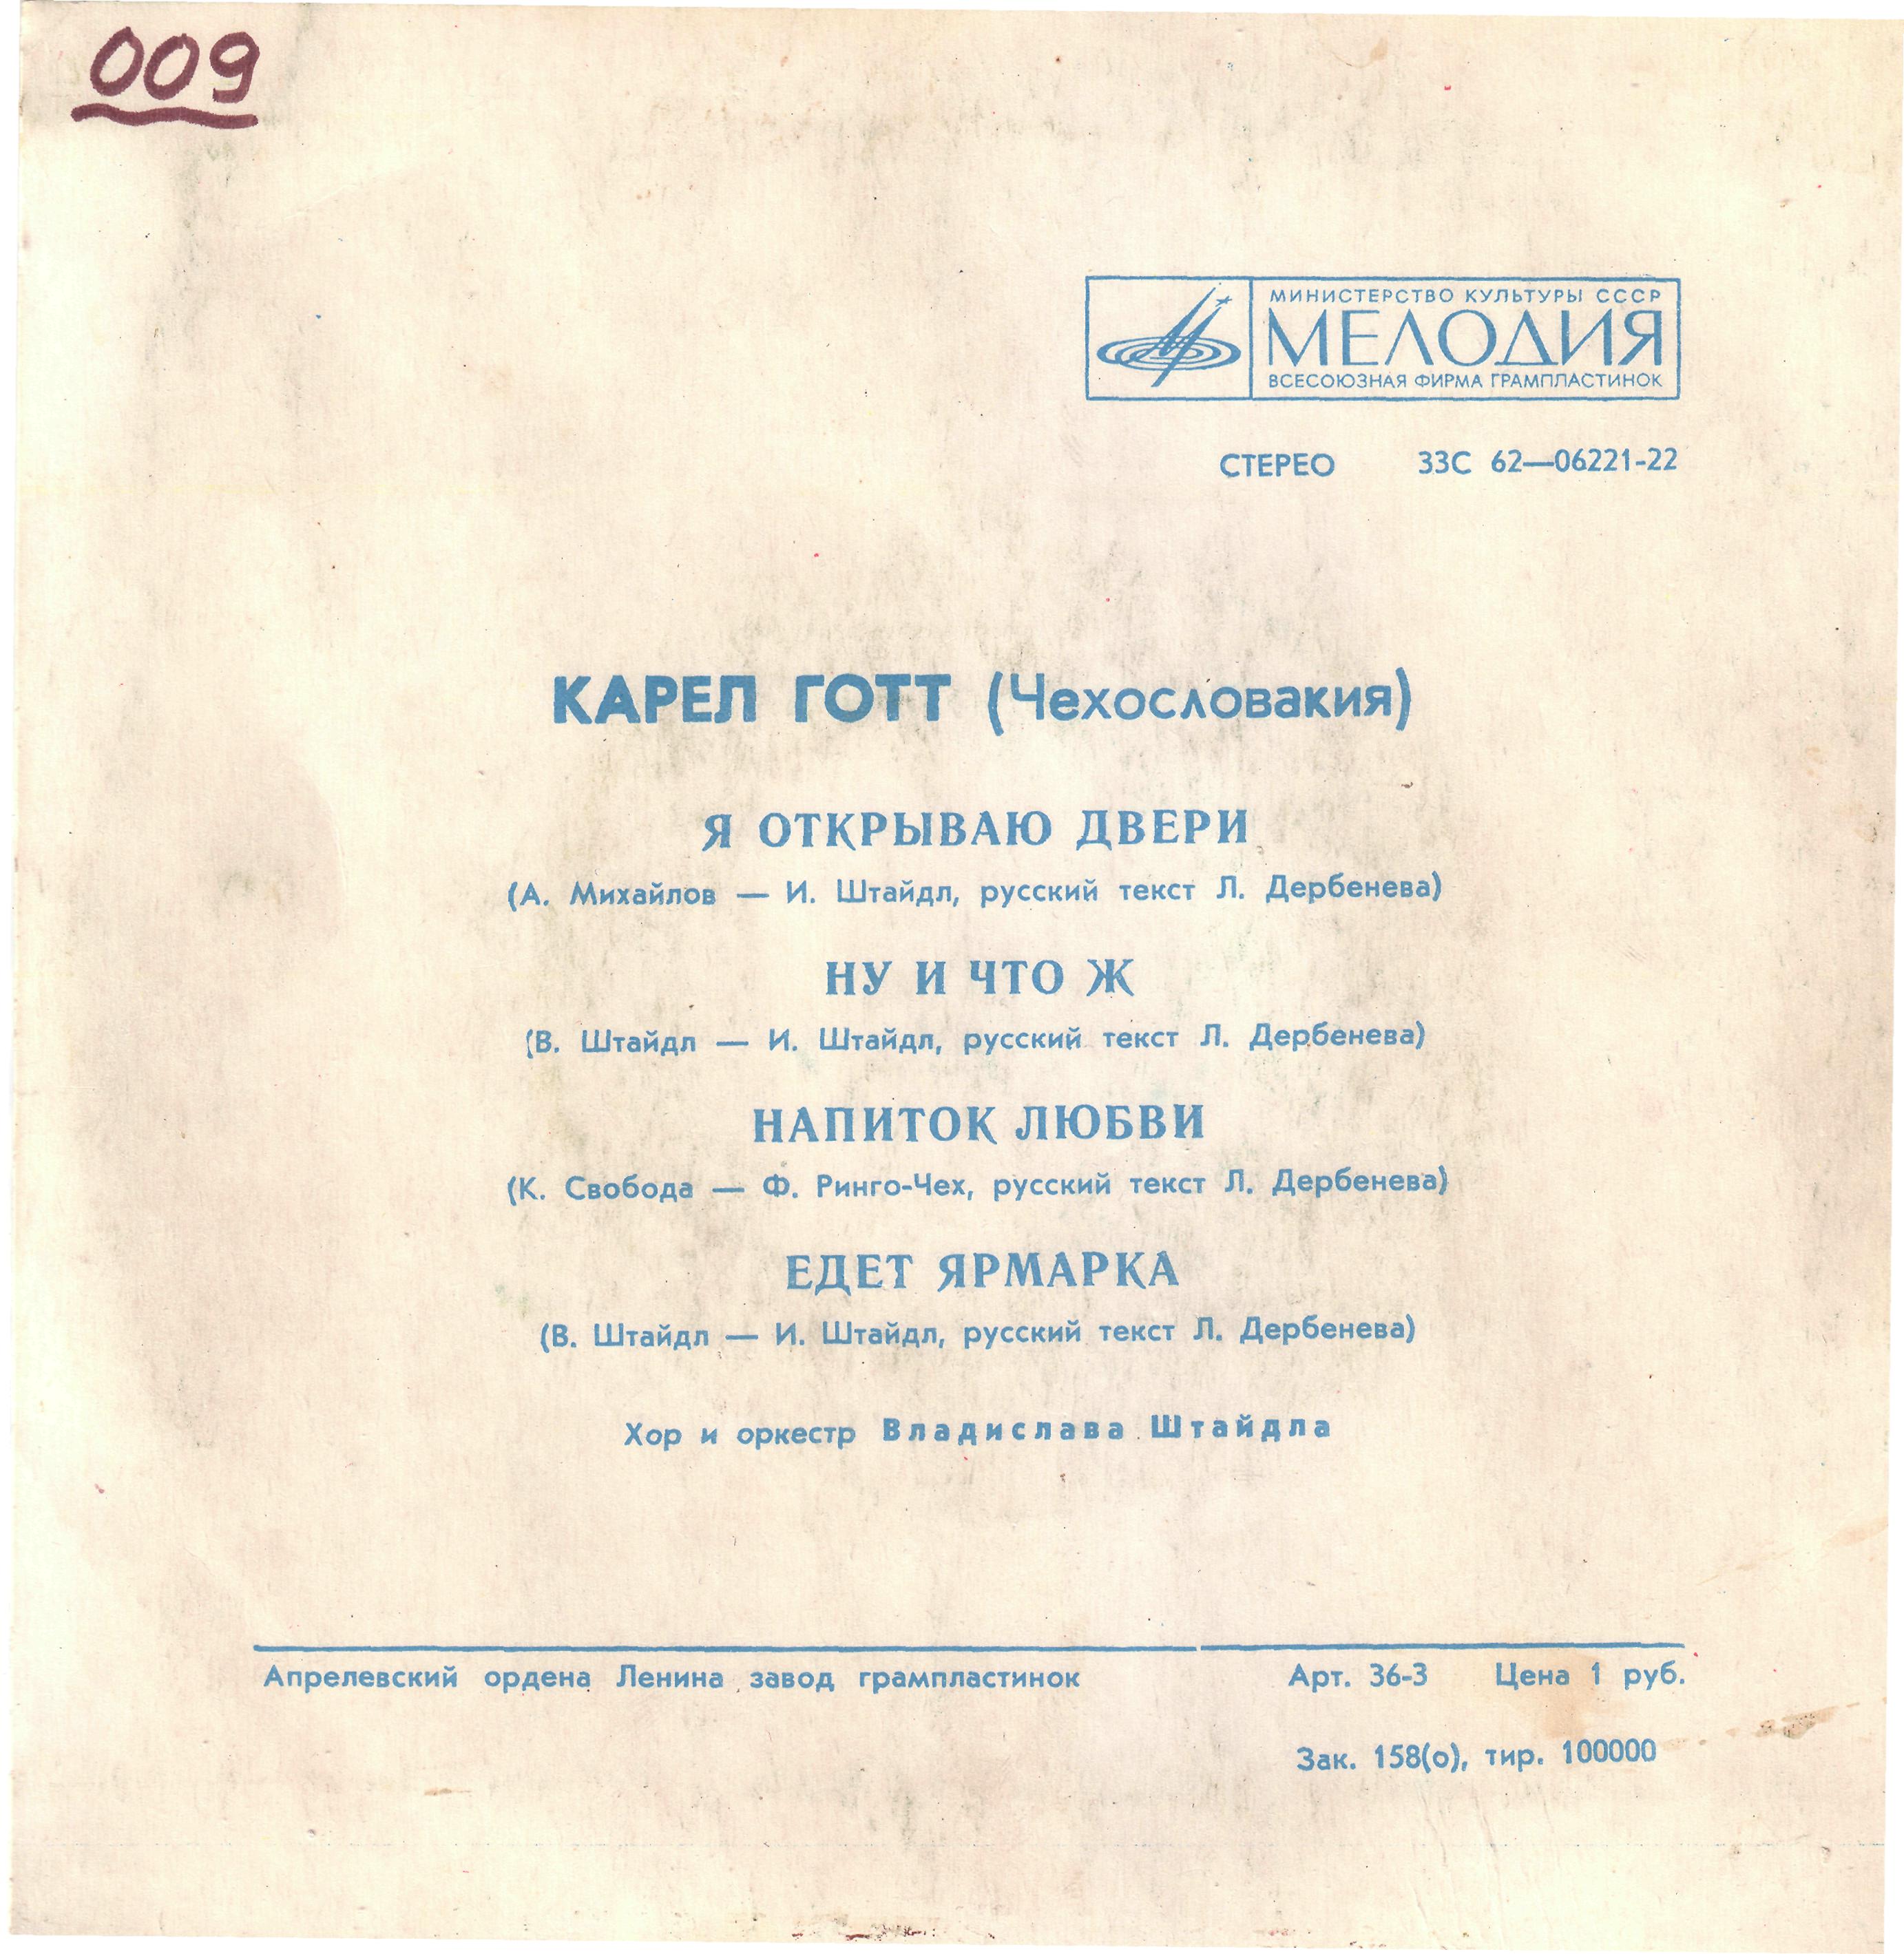 009
МИНИСТЕРСТВО КУЛЬТУРЫ СССР
МЕЛОДИЯ
ВСЕСОЮЗНАЯ ФИРМА ГРАМПЛАСТИНОК
СТЕРЕО 33С 62—06221-22
КАРЕЛ ГОТТ (Чехословакия)
Я ОТКРЫВАЮ ДВЕРИ
(А. Михайлов — И. Штайдл, русский текст Л. Дербенева)
НУ И ЧТО Ж
(В. Штайдл — И. Штайдл, русский текст Л. Дербенева)
НАПИТОК ЛЮБВИ
(К. Свобода — Ф. Ринго-Чех, русский текст Л. Дербенева)
ЕДЕТ ЯРМАРКА
(В. Штайдл — И. Штайдл, русский текст Л. Дербенева)
Хор и оркестр Владислава Штайдла
Апрелевский ордена Ленина завод грампластинок Арт. 36-3 Цена 1 руб.
Зак. 158(о), тир. 100000